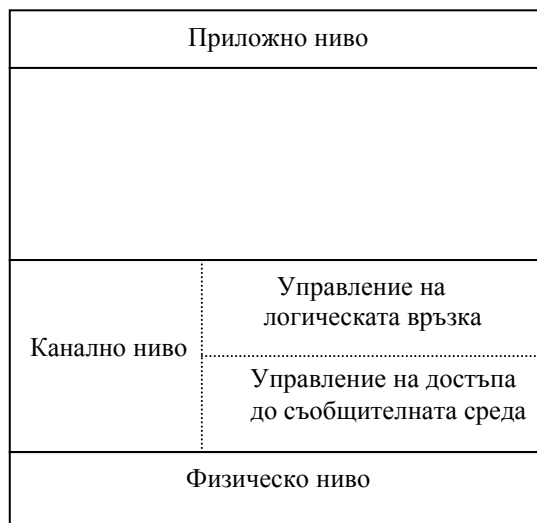 Приложно ниво
Управление на
логическата връзка
Канално ниво
Управление на достъпа
до съобщителната среда
Физическо ниво